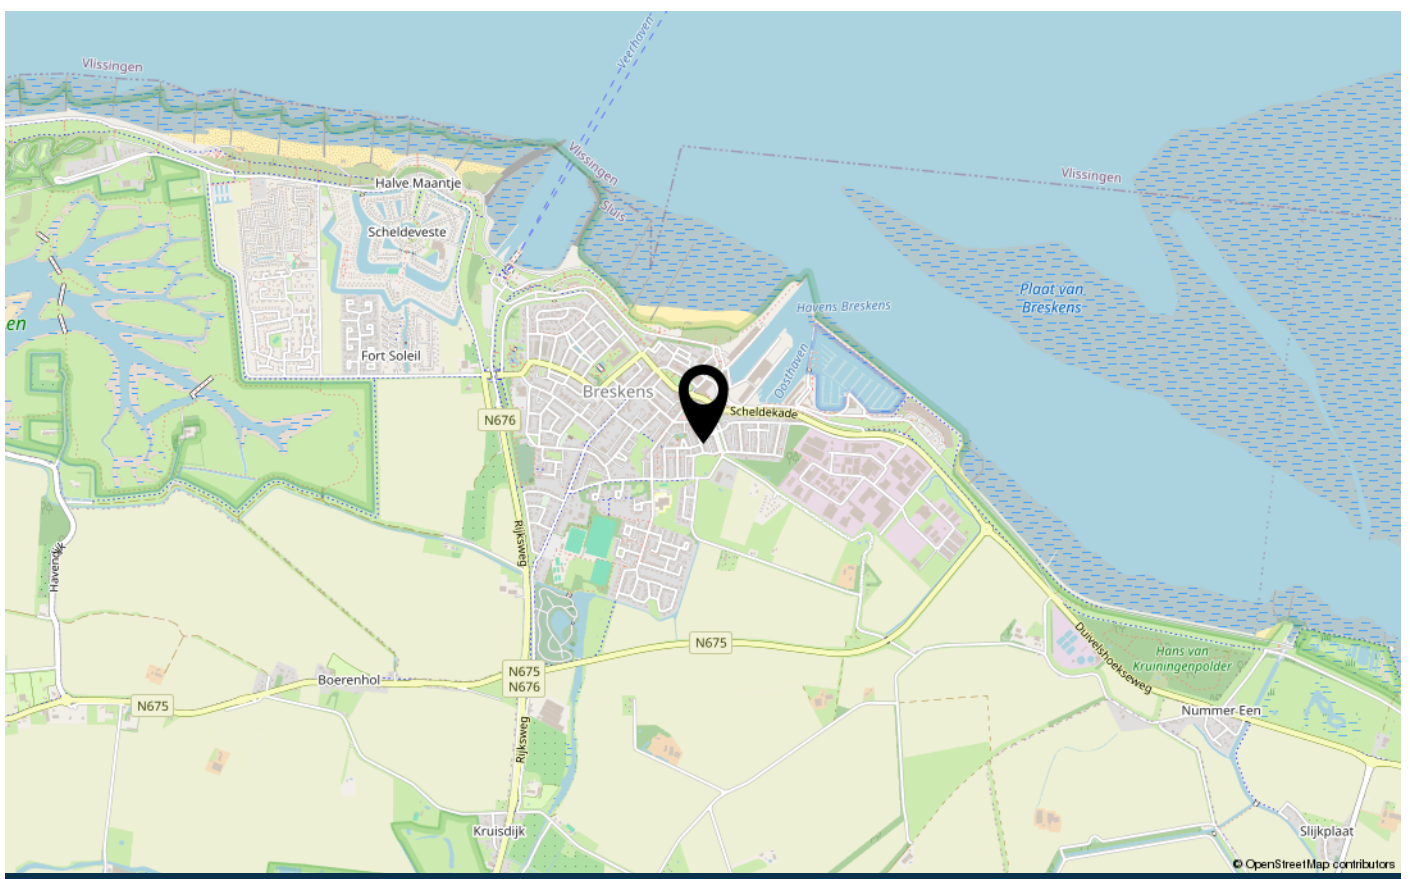 Vlissingen
Veerhaven
Vlissingen
Sluis
Vlissingen
Halve Maantje
Scheldeveste
Plaat van
Breskens
Havens Breskens
en
Fort Soleil
Oosthaven
Breskens
Scheldekade
N676
Rijksweg
Havendijk
N675
Duivelshoekseweg
Hans van
Kruiningenpolder
N675
N676
Boerenhol
N675
Nummer Een
Rijksweg
Kruisdijk
Slijkplaat
© OpenStreetMap contributors